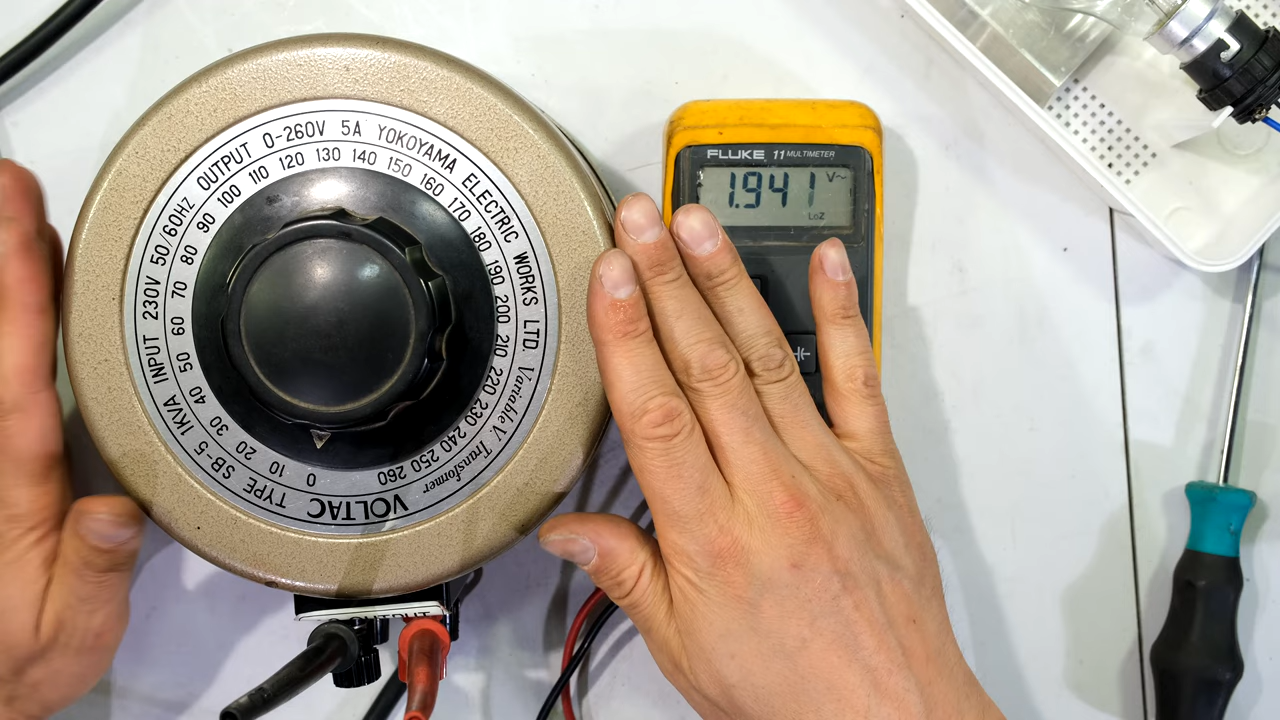 VOLTAC TYPE SB-5 1KVA INPUT 230V 50/60HZ OUTPUT 0-260V 5A YOKOYAMA ELECTRIC WORKS LTD. Variable V. Transformer
0 10 20 30 40 50 60 70 80 90 100 110 120 130 140 150 160 170 180 190 200 210 220 230 240 250 260
OUTPUT
FLUKE 11 MULTIMETER
1.941 V~
LoZ